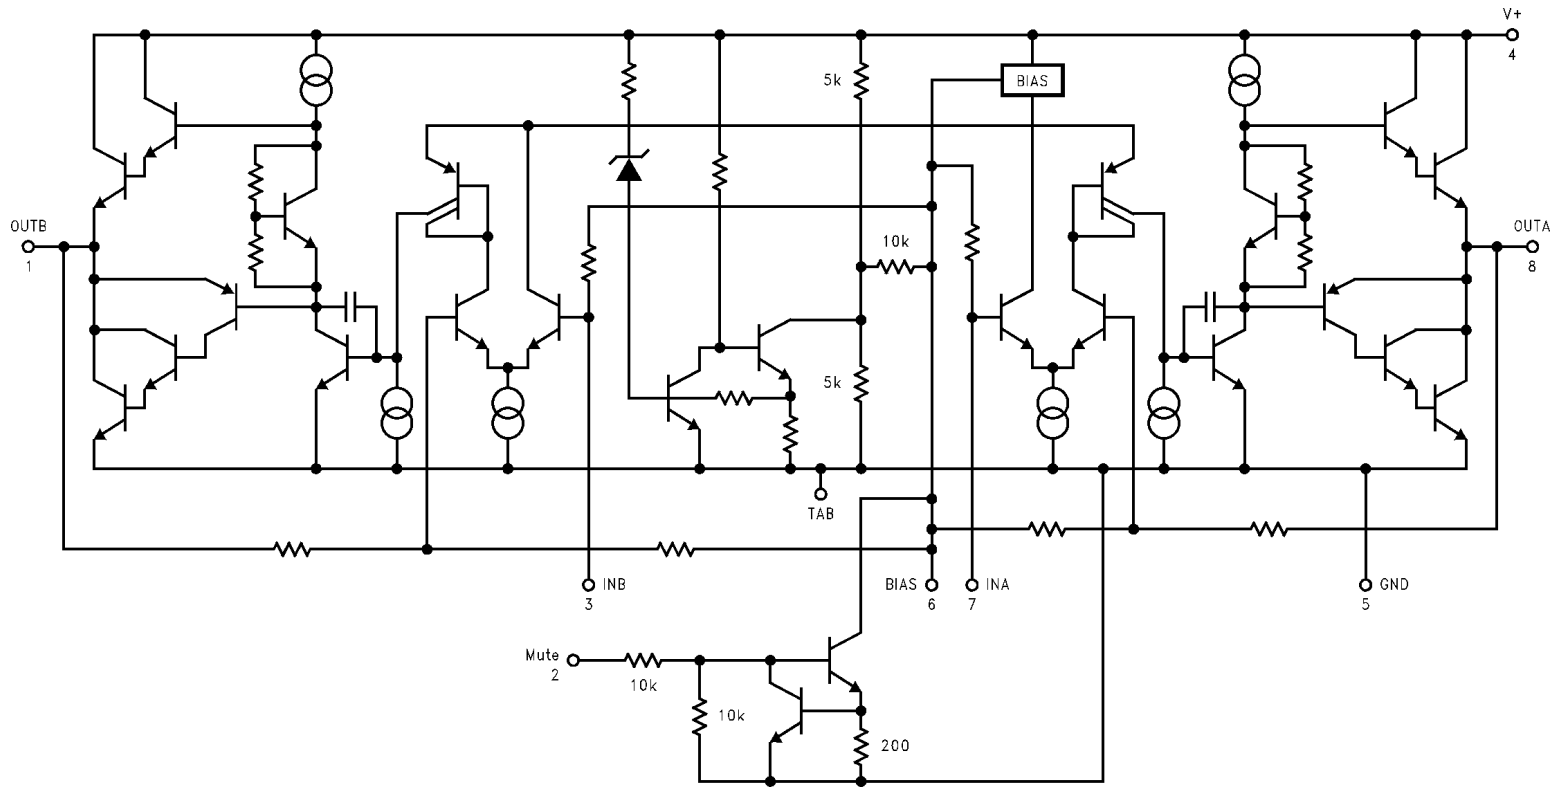 V+
4
5k
BIAS
OUTB
1
10k
OUTA
8
5k
TAB
INB
3
BIAS
6
INA
7
GND
5
Mute
2
10k
10k
200